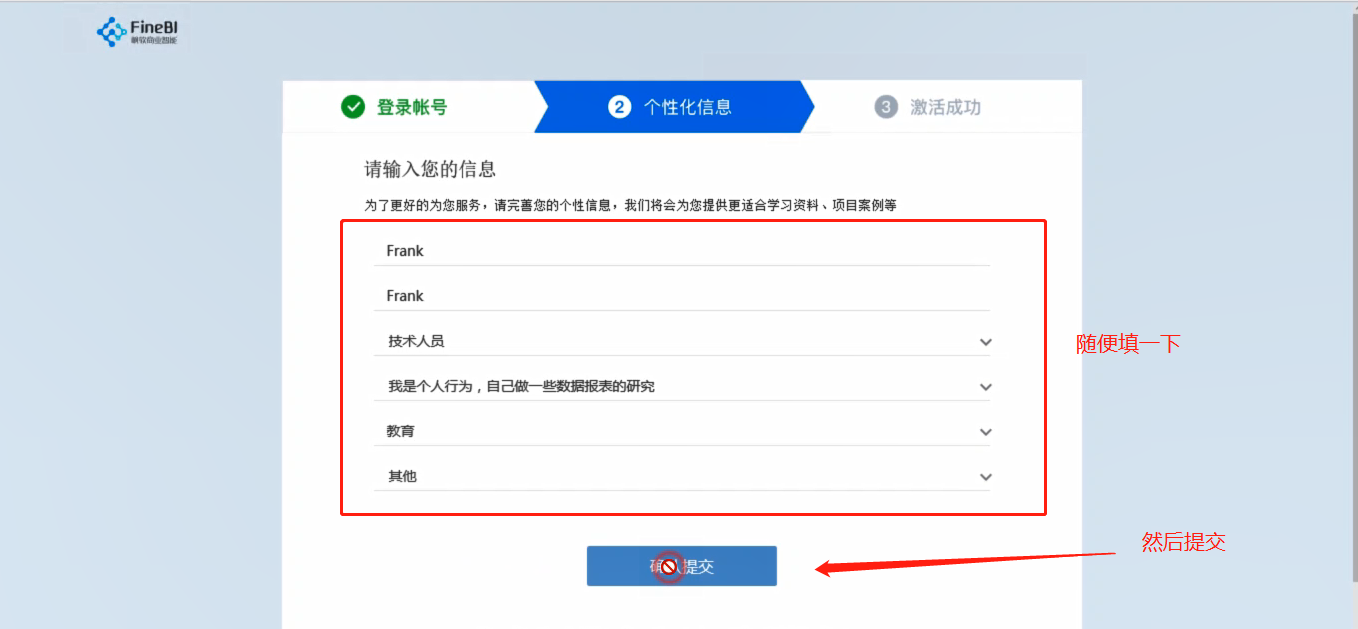 FineBI
帆软商业智能
登录帐号
2 个性化信息
3 激活成功
请输入您的信息
为了更好的为您服务，请完善您的个性信息，我们将会为您提供更适合学习资料、项目案例等
Frank
Frank
技术人员
随便填一下
我是个人行为，自己做一些数据报表的研究
教育
其他
然后提交
确认提交